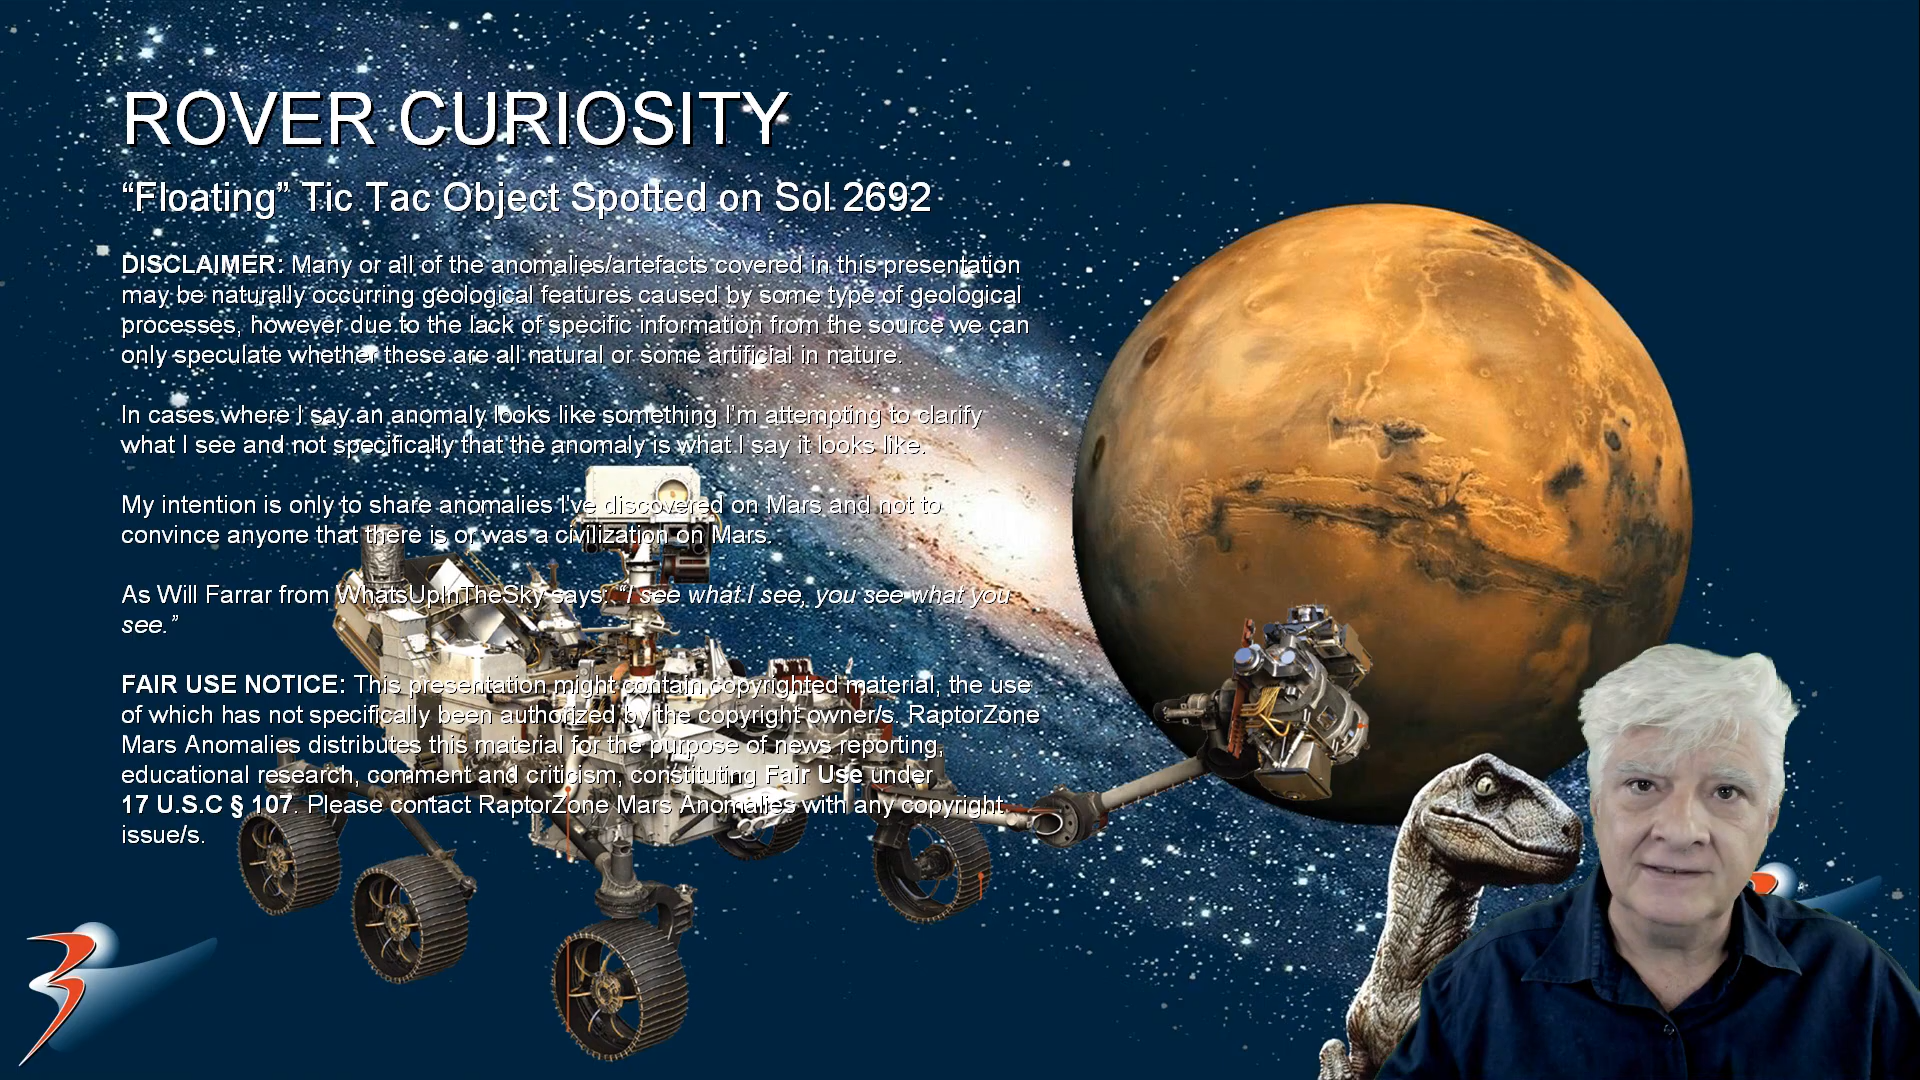 ROVER CURIOSITY
“Floating” Tic Tac Object Spotted on Sol 2692
DISCLAIMER: Many or all of the anomalies/artefacts covered in this presentation
may be naturally occurring geological features caused by some type of geological
processes, however due to the lack of specific information from the source we can
only speculate whether these are all natural or some artificial in nature.
In cases where I say an anomaly looks like something I'm attempting to clarify
what I see and not specifically that the anomaly is what I say it looks like.
My intention is only to share anomalies I've discovered on Mars and not to
convince anyone that there is or was a civilization on Mars.
As Will Farrar from WhatsUpInTheSky says: “I see what I see, you see what you
see.”
FAIR USE NOTICE: This presentation might contain copyrighted material, the use
of which has not specifically been authorized by the copyright owner/s. RaptorZone
Mars Anomalies distributes this material for the purpose of news reporting,
educational research, comment and criticism, constituting Fair Use under
17 U.S.C § 107. Please contact RaptorZone Mars Anomalies with any copyright
issue/s.